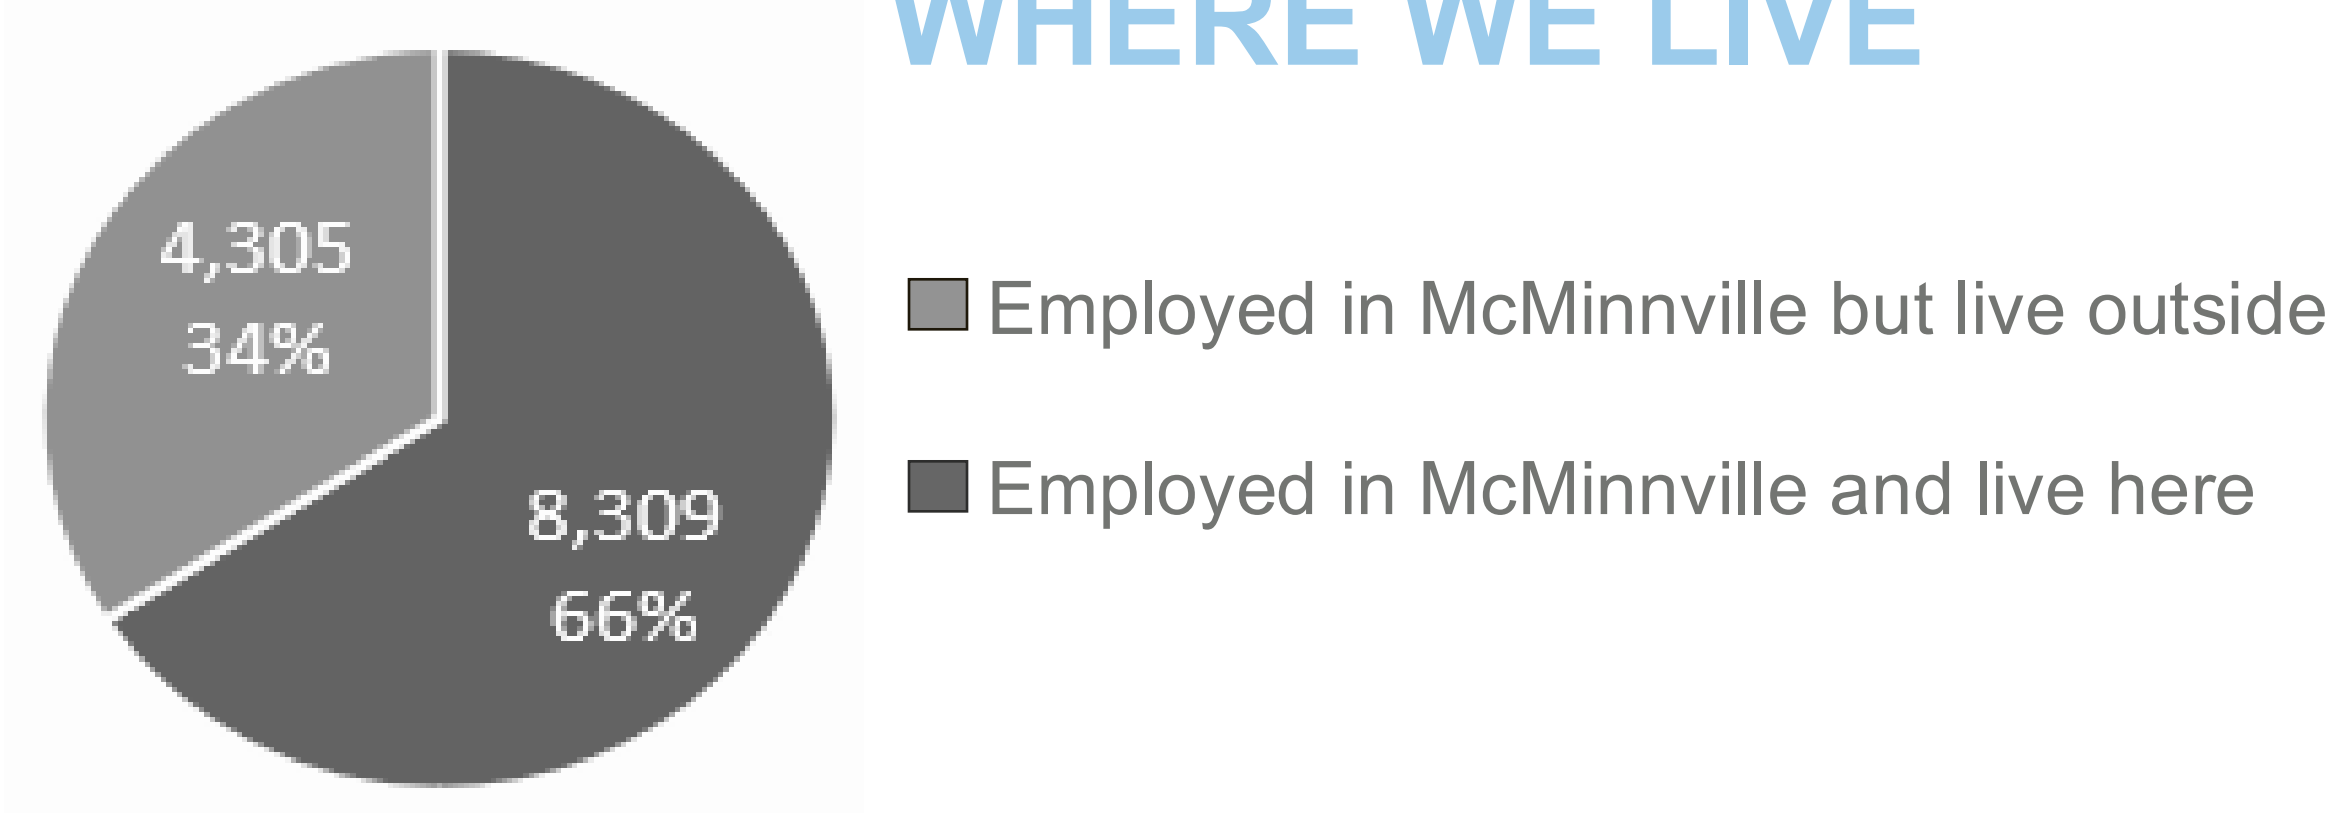 WHERE WE LIVE
4,305
34%
8,309
66%
Employed in McMinnville but live outside
Employed in McMinnville and live here